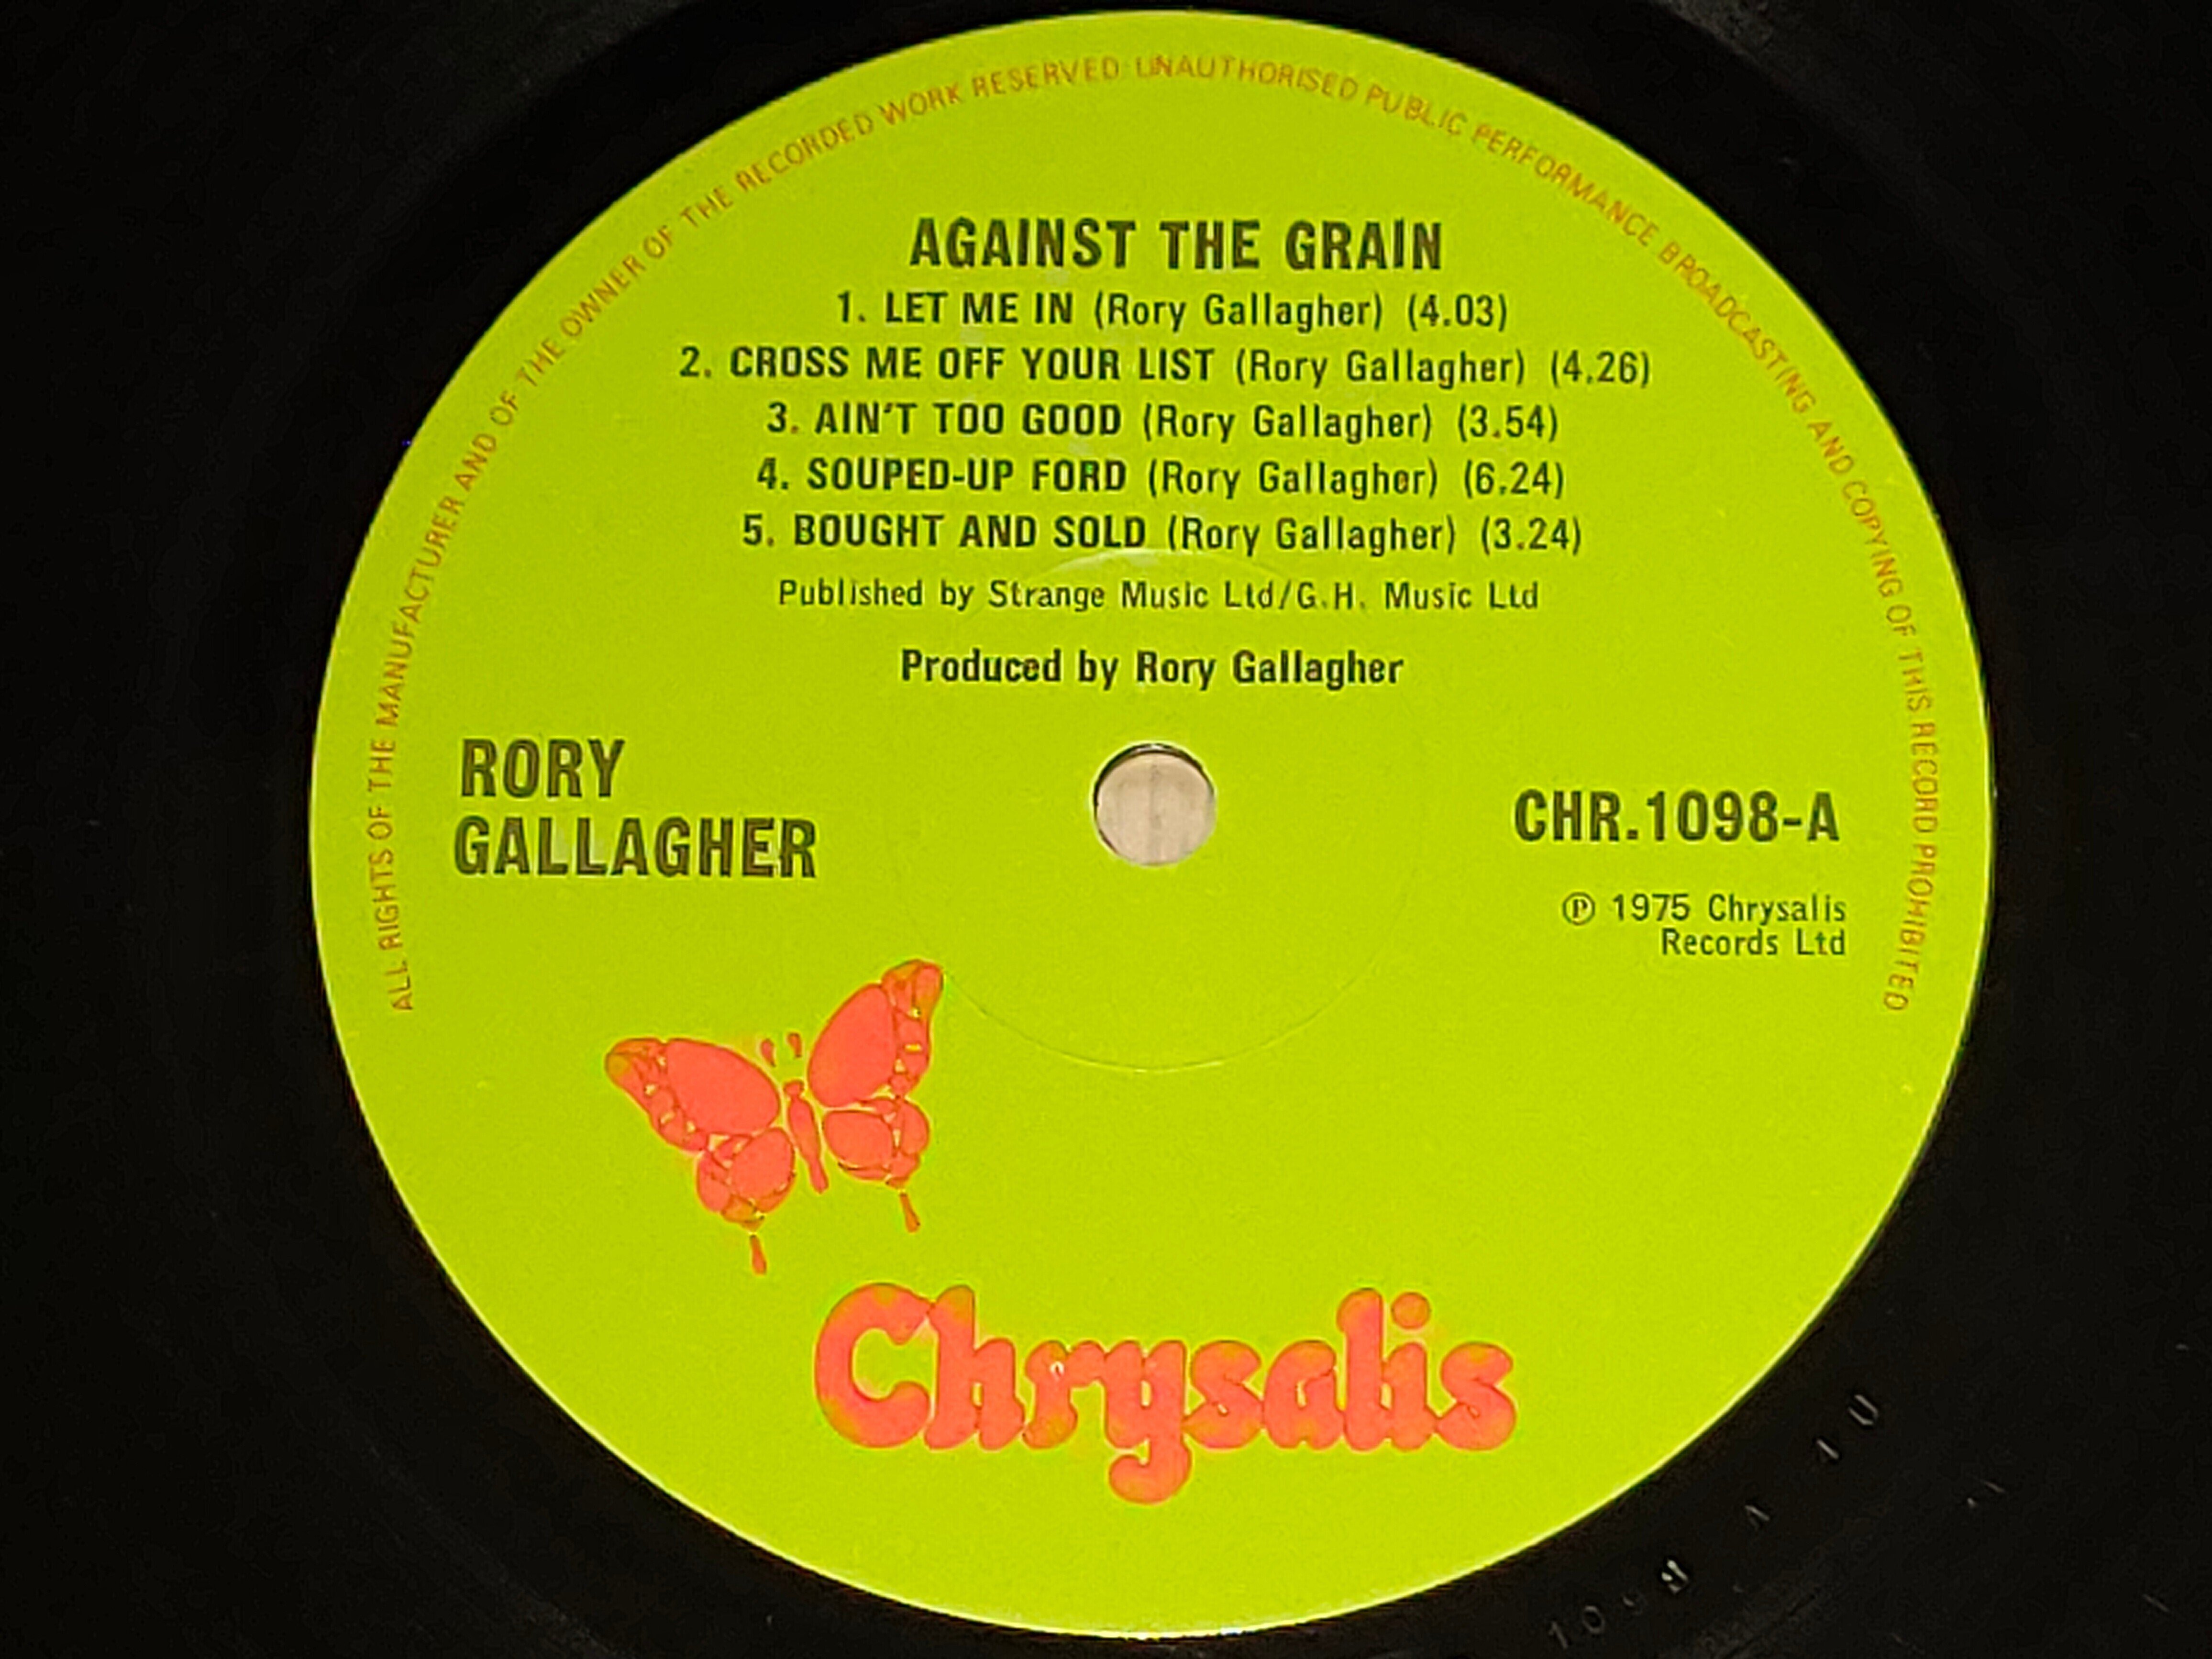 ALL RIGHTS OF THE MANUFACTURER AND OF THE OWNER OF THE RECORDED WORK RESERVED UNAUTHORISED PUBLIC PERFORMANCE BROADCASTING AND COPYING OF THIS RECORD PROHIBITED
AGAINST THE GRAIN
1. LET ME IN (Rory Gallagher) (4.03)
2. CROSS ME OFF YOUR LIST (Rory Gallagher) (4.26)
3. AIN'T TOO GOOD (Rory Gallagher) (3.54)
4. SOUPED-UP FORD (Rory Gallagher) (6.24)
5. BOUGHT AND SOLD (Rory Gallagher) (3.24)
Published by Strange Music Ltd/G.H. Music Ltd
Produced by Rory Gallagher
RORY
GALLAGHER
CHR.1098-A
℗ 1975 Chrysalis
Records Ltd
Chrysalis